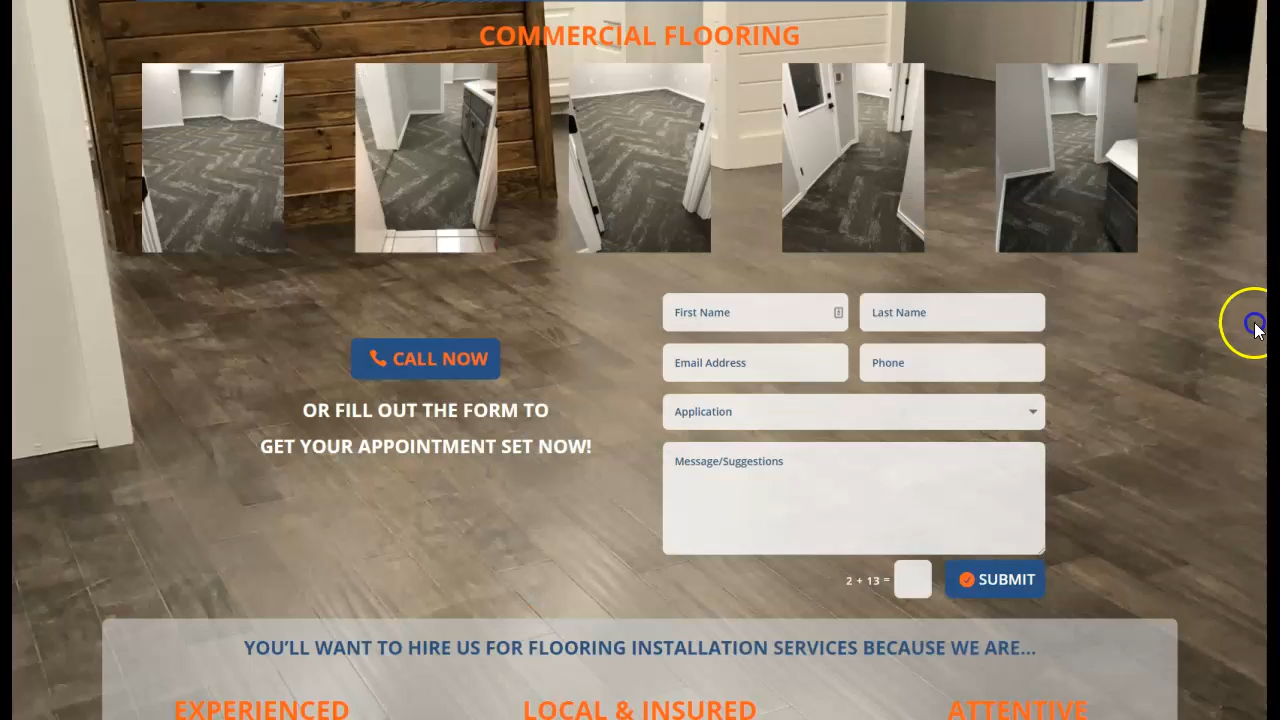 COMMERCIAL FLOORING
First Name
Last Name
CALL NOW
Email Address
Phone
OR FILL OUT THE FORM TO
Application
GET YOUR APPOINTMENT SET NOW!
Message/Suggestions
2 + 13 =
SUBMIT
YOU’LL WANT TO HIRE US FOR FLOORING INSTALLATION SERVICES BECAUSE WE ARE...
EXPERIENCED
LOCAL & INSURED
ATTENTIVE